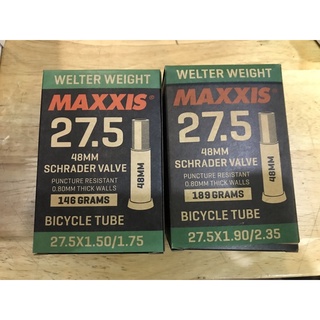 WELTER WEIGHT
MAXXIS®
27.5
48MM
SCHRADER VALVE
PUNCTURE RESISTANT
0.80MM THICK WALLS
146 GRAMS
BICYCLE TUBE
27.5X1.50/1.75
48MM
WELTER WEIGHT
MAXXIS®
27.5
48MM
SCHRADER VALVE
PUNCTURE RESISTANT
0.80MM THICK WALLS
189 GRAMS
BICYCLE TUBE
27.5X1.90/2.35
48MM